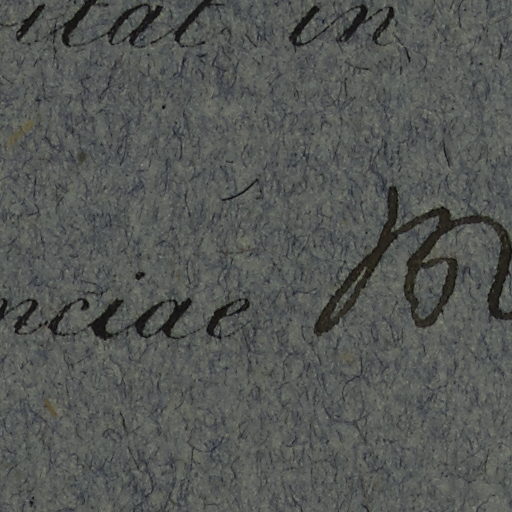 itat in
nciae M